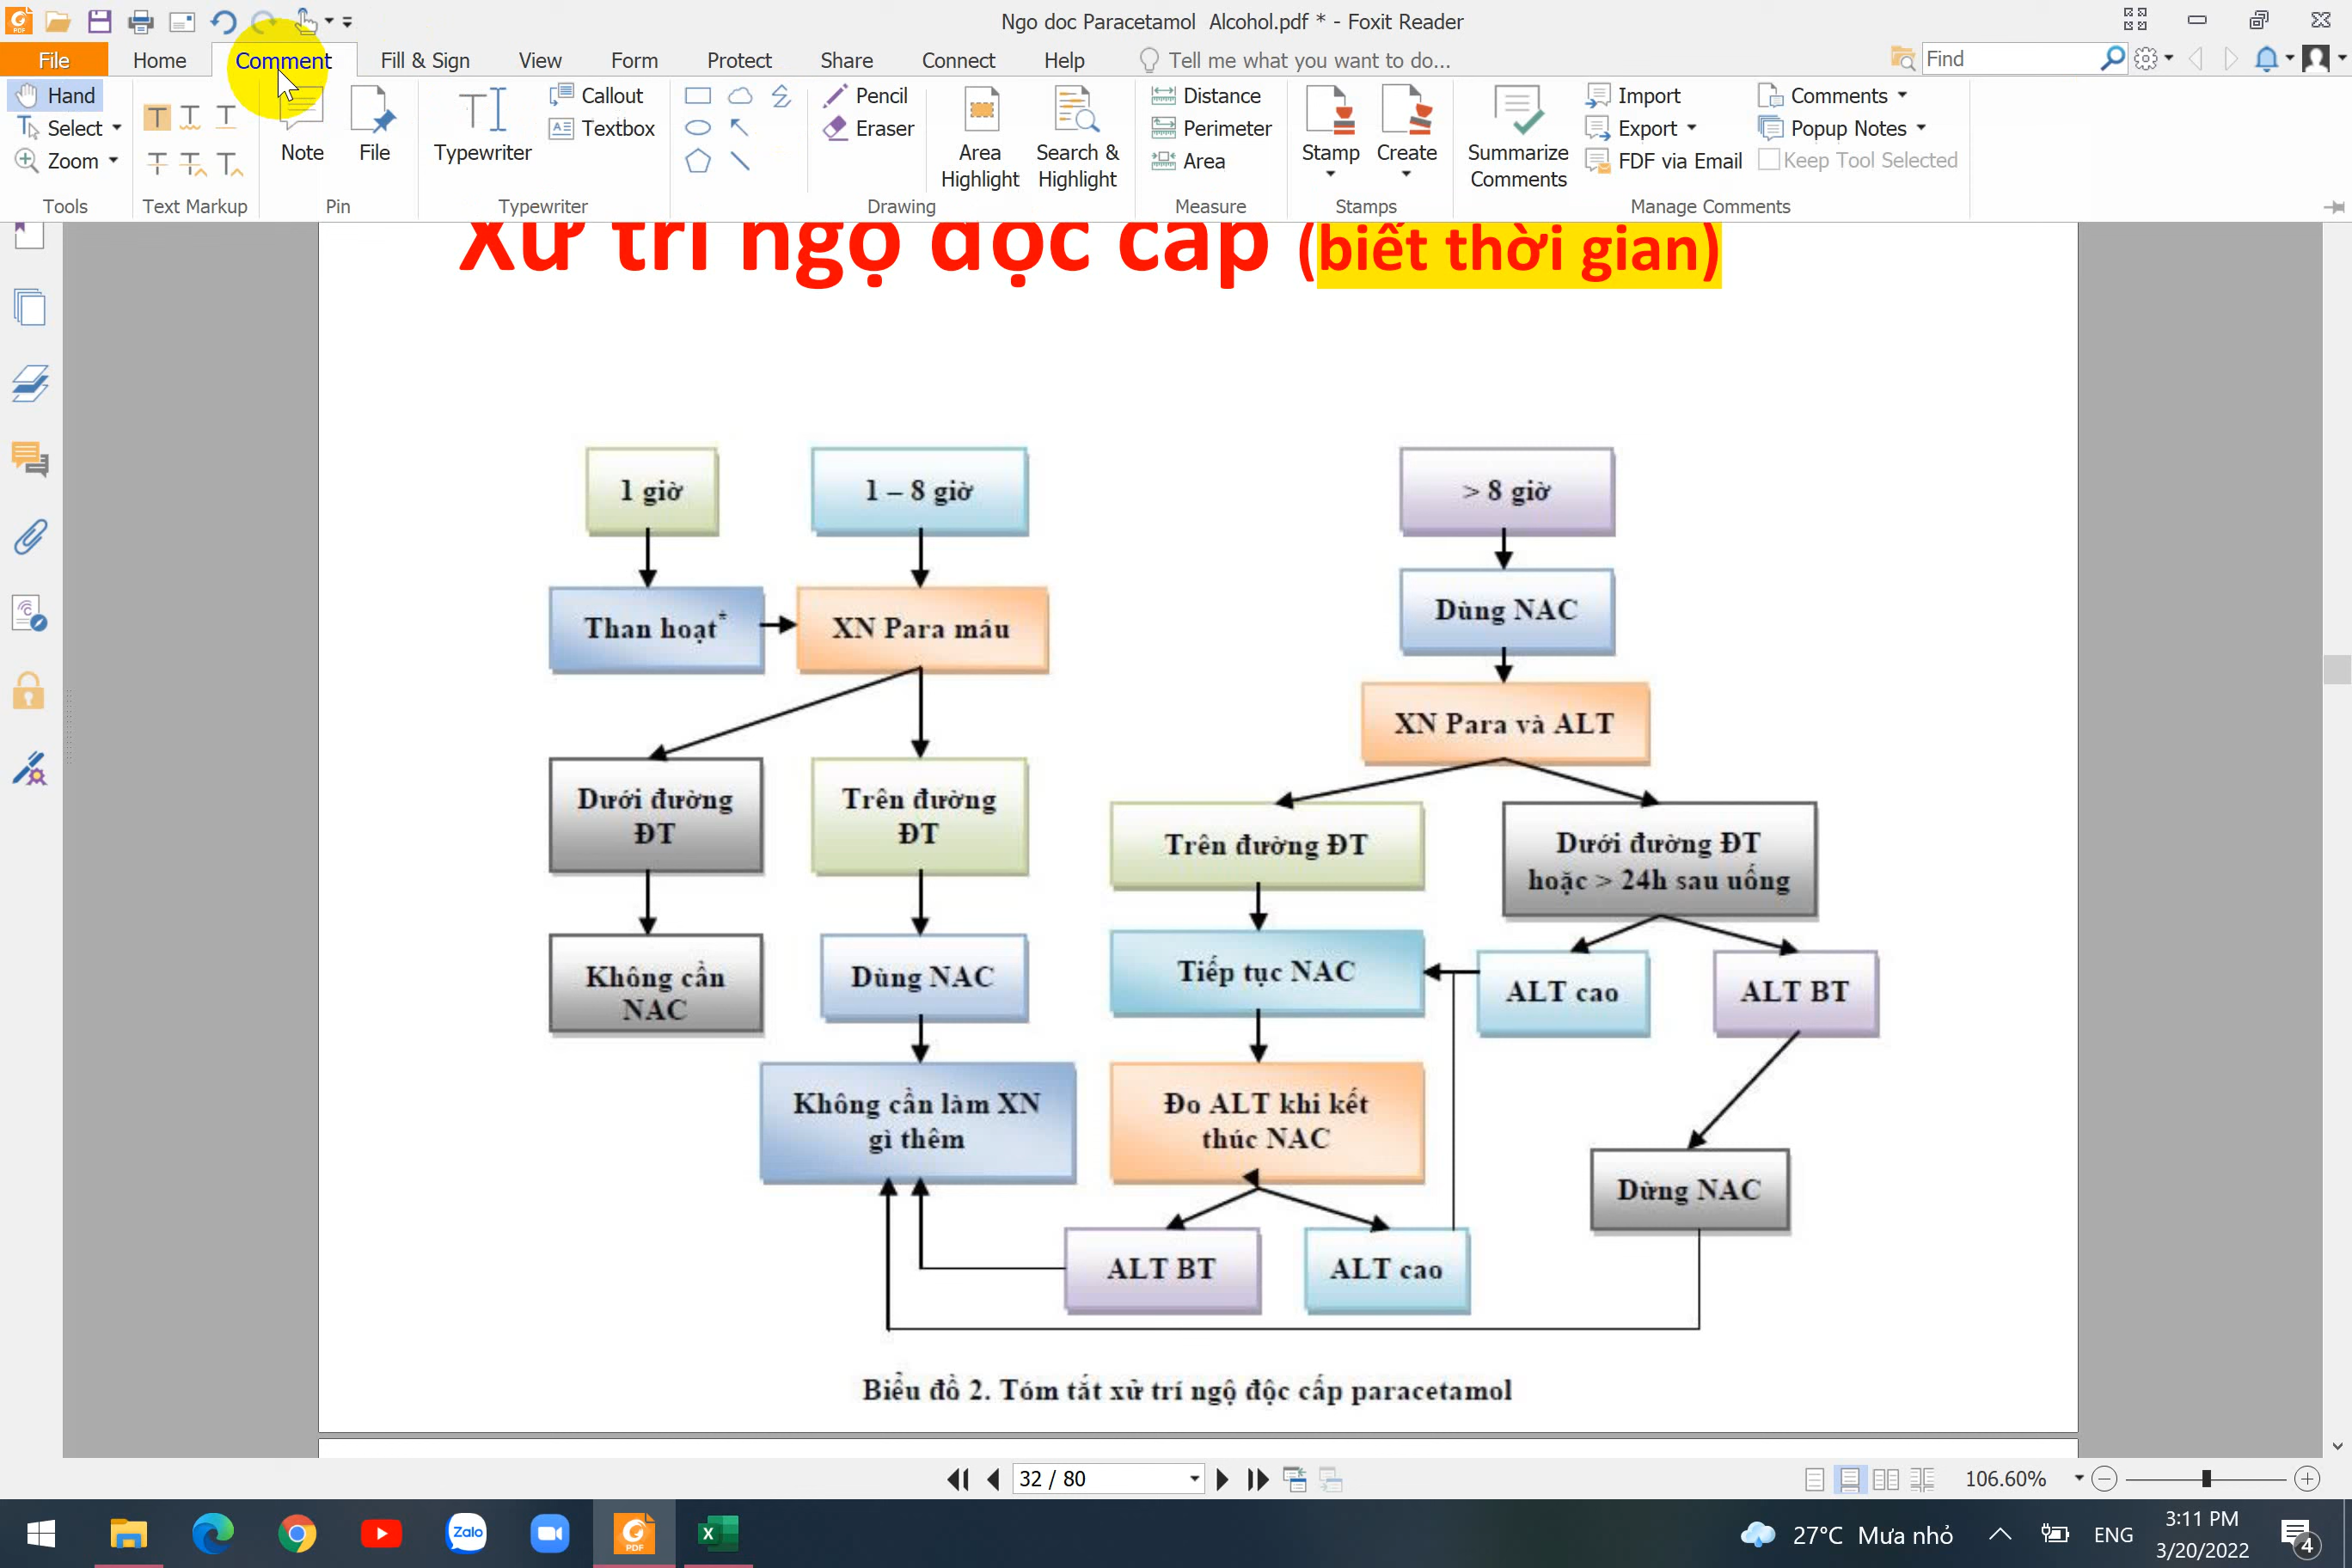 Ngo doc Paracetamol  Alcohol.pdf * - Foxit Reader
File Home Comment Fill & Sign View Form Protect Share Connect Help Tell me what you want to do... Find
Hand
Select
Zoom
Tools
Text Markup
Note File
Pin
Typewriter
Callout
Textbox
Typewriter
Pencil
Eraser
Area
Highlight
Search &
Highlight
Drawing
Distance
Perimeter
Area
Measure
Stamp Create
Stamps
Summarize
Comments
Import
Export
FDF via Email
Comments
Popup Notes
Keep Tool Selected
Manage Comments
Xử trí ngộ độc cấp (biết thời gian)
1 giờ
1 – 8 giờ
> 8 giờ
Than hoạt*
XN Para máu
Dùng NAC
XN Para và ALT
Dưới đường
ĐT
Trên đường
ĐT
Trên đường ĐT
Dưới đường ĐT
hoặc > 24h sau uống
Không cần
NAC
Dùng NAC
Tiếp tục NAC
ALT cao
ALT BT
Không cần làm XN
gì thêm
Đo ALT khi kết
thúc NAC
Dừng NAC
ALT BT
ALT cao
Biểu đồ 2. Tóm tắt xử trí ngộ độc cấp paracetamol
32 / 80
106.60%
Zalo
PDF
27°C Mưa nhỏ
ENG
3:11 PM
3/20/2022
4